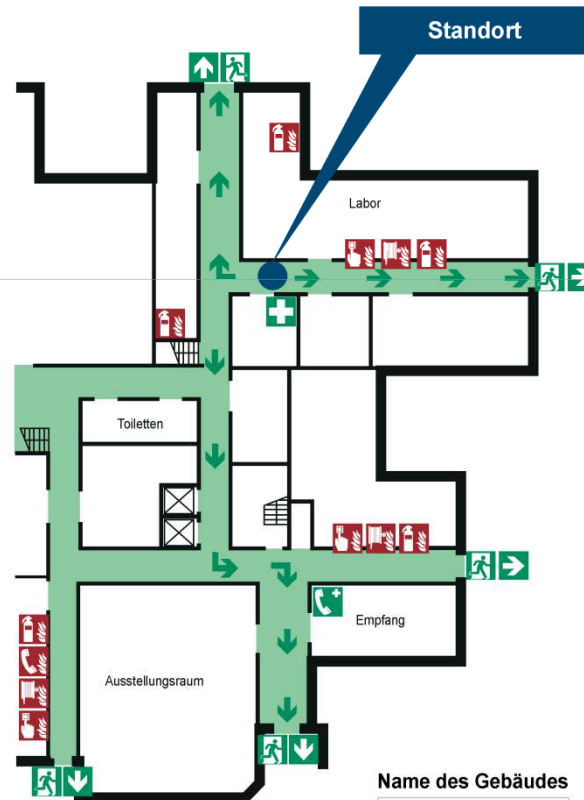 Standort
Labor
Toiletten
Empfang
Ausstellungsraum
Name des Gebäudes